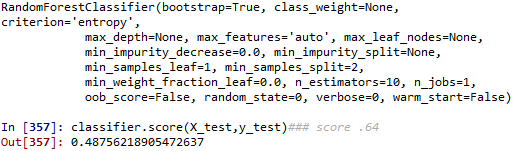 RandomForestClassifier(bootstrap=True, class_weight=None,
criterion='entropy',
max_depth=None, max_features='auto', max_leaf_nodes=None,
min_impurity_decrease=0.0, min_impurity_split=None,
min_samples_leaf=1, min_samples_split=2,
min_weight_fraction_leaf=0.0, n_estimators=10, n_jobs=1,
oob_score=False, random_state=0, verbose=0, warm_start=False)
In [357]: classifier.score(X_test,y_test)### score .64
Out[357]: 0.48756218905472637